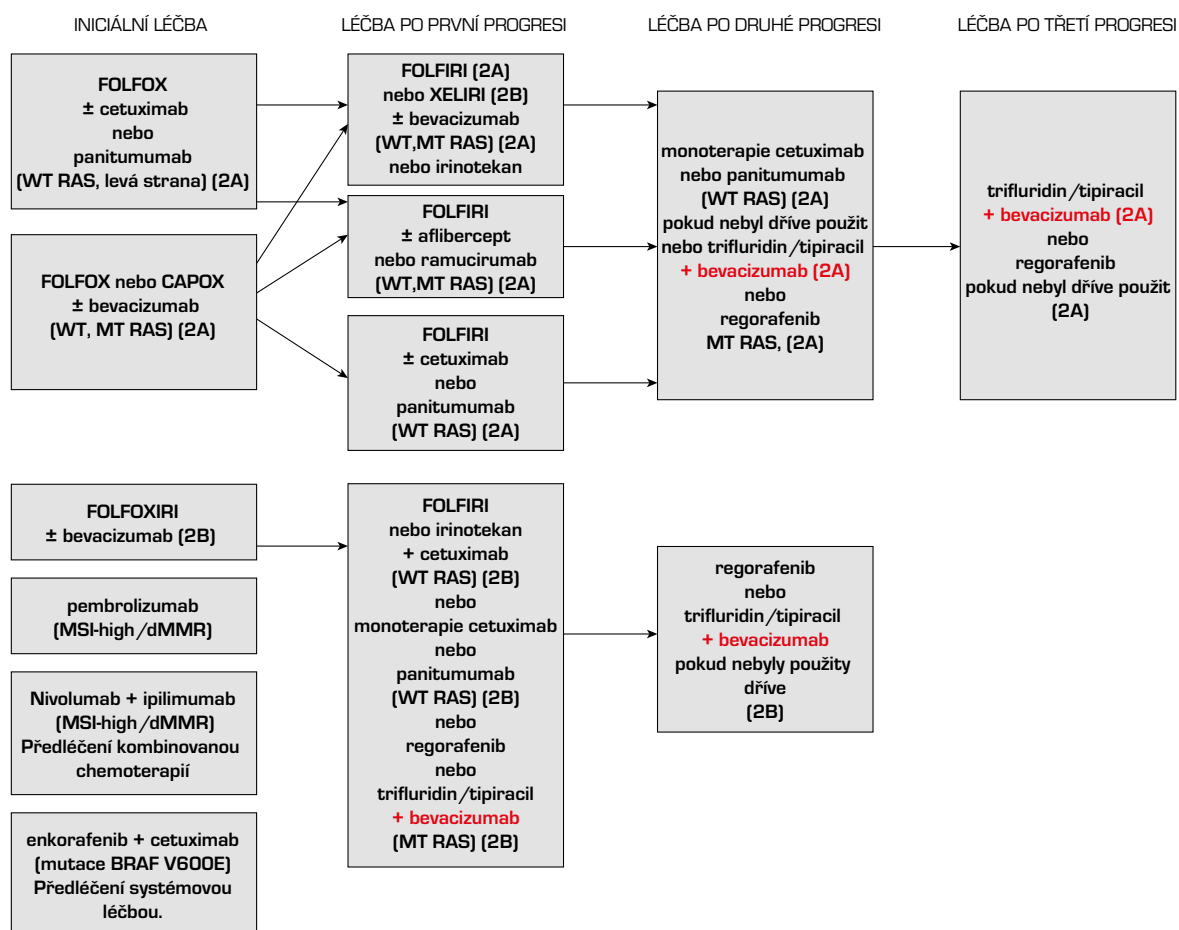 INICIÁLNÍ LÉČBA
LÉČBA PO PRVNÍ PROGRESI
LÉČBA PO DRUHÉ PROGRESI
LÉČBA PO TŘETÍ PROGRESI
FOLFOX
± cetuximab
nebo
panitumumab
(WT RAS, levá strana) (2A)
FOLFOX nebo CAPOX
± bevacizumab
(WT, MT RAS) (2A)
FOLFIRI (2A)
nebo XELIRI (2B)
± bevacizumab
(WT,MT RAS) (2A)
nebo irinotekan
FOLFIRI
± aflibercept
nebo ramucirumab
(WT,MT RAS) (2A)
FOLFIRI
± cetuximab
nebo
panitumumab
(WT RAS) (2A)
monoterapie cetuximab
nebo panitumumab
(WT RAS) (2A)
pokud nebyl dříve použit
nebo trifluridin/tipiracil
+ bevacizumab (2A)
nebo
regorafenib
MT RAS, (2A)
trifluridin/tipiracil
+ bevacizumab (2A)
nebo
regorafenib
pokud nebyl dříve použit
(2A)
FOLFOXIRI
± bevacizumab (2B)
pembrolizumab
(MSI-high/dMMR)
Nivolumab + ipilimumab
(MSI-high/dMMR)
Předléčení kombinovanou
chemoterapií
enkorafenib + cetuximab
(mutace BRAF V600E)
Předléčení systémovou
léčbou.
FOLFIRI
nebo irinotekan
+ cetuximab
(WT RAS) (2B)
nebo
monoterapie cetuximab
nebo
panitumumab
(WT RAS) (2B)
nebo
regorafenib
nebo
trifluridin/tipiracil
+ bevacizumab
(MT RAS) (2B)
regorafenib
nebo
trifluridin/tipiracil
+ bevacizumab
pokud nebyly použity
dříve
(2B)